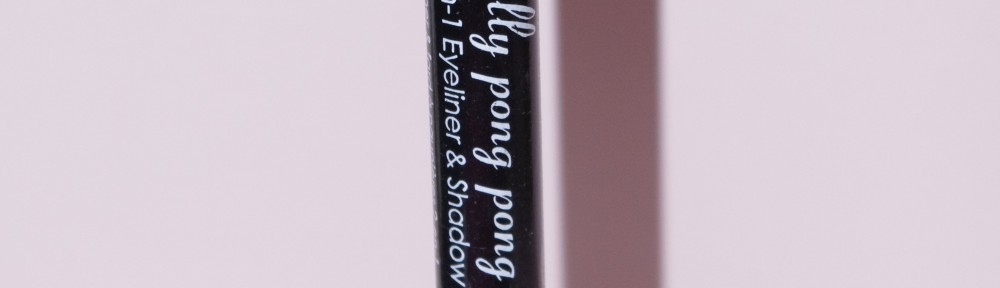 lly pong pong
n-1 Eyeliner & Shadow